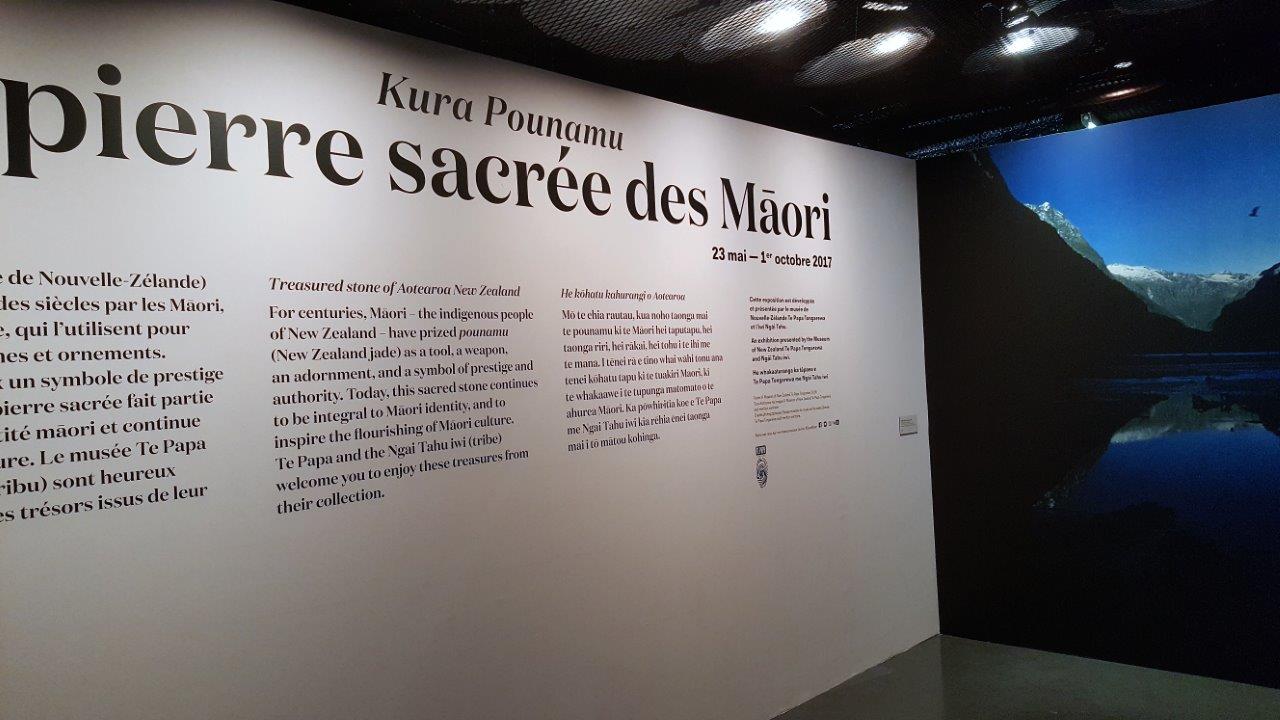 Kura Pounamu
pierre sacrée des Māori
23 mai — 1er octobre 2017
de Nouvelle-Zélande)
des siècles par les Māori,
qui l’utilisent pour
et ornements.
un symbole de prestige
pierre sacrée fait partie
māori et continue
Le musée Te Papa
sont heureux
trésors issus de leur
Treasured stone of Aotearoa New Zealand
For centuries, Māori – the indigenous people
of New Zealand – have prized pounamu
(New Zealand jade) as a tool, a weapon,
an adornment, and a symbol of prestige and
authority. Today, this sacred stone continues
to be integral to Māori identity, and to
inspire the flourishing of Māori culture.
Te Papa and the Ngai Tahu iwi (tribe)
welcome you to enjoy these treasures from
their collection.
He kōhatu kahurangi o Aotearoa
Mō te hia rautau, kua noho taonga mai
te pounamu ki te Māori hei taputapu, hei
taonga riri, hei rākai, hei tohu i te ihi me
te mana. I tēnei rā e tino whai wāhi tonu ana
tenei kōhatu tapu ki te tuakiri Maori, ki
te whakaawe i te tupunga matomato o te
ahurea Māori. Ka pōwhiritia koe e Te Papa
me Ngai Tahu iwi kia rēhia enei taonga
mai i tō mātou kohinga.
Cette exposition est développée
et présentée par le musée de
Nouvelle-Zélande Te Papa Tongarewa
et l’iwi Ngāi Tahu.
An exhibition presented by the Museum
of New Zealand Te Papa Tongarewa
and Ngāi Tahu iwi.
He whakaaturanga ka tāpaea e
Te Papa Tongarewa me Ngāi Tahu iwi